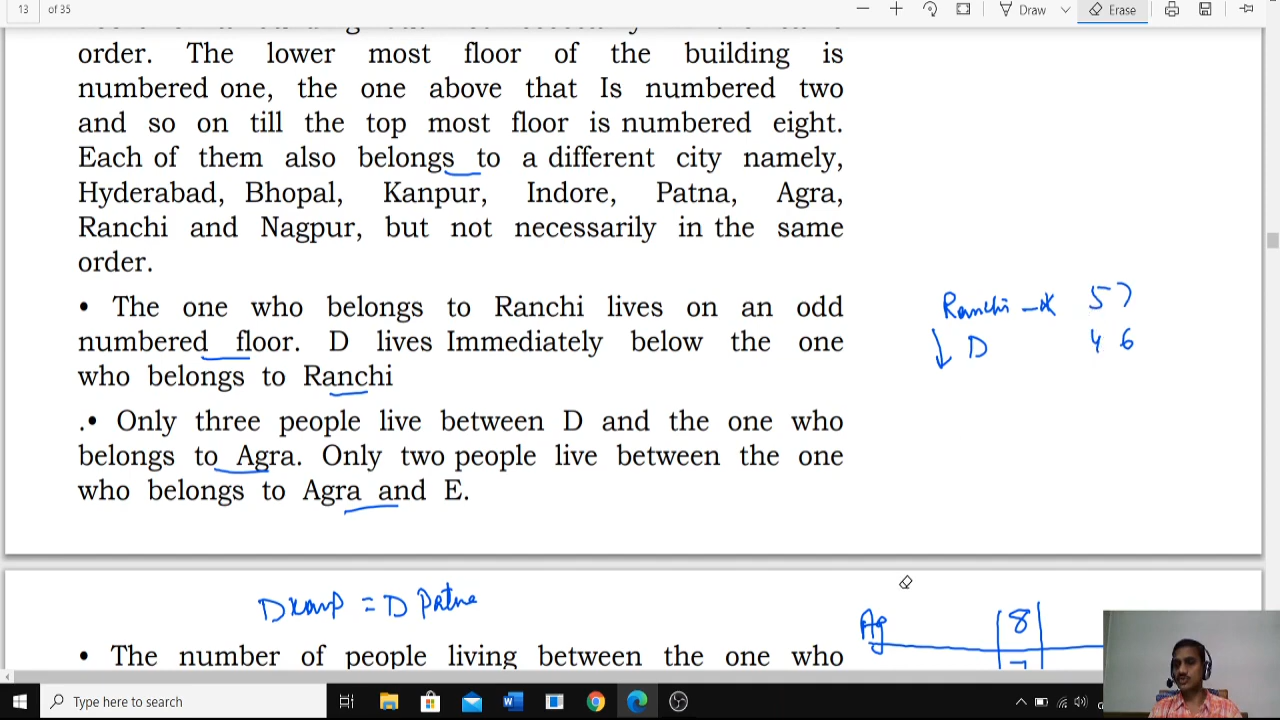 13 of 35
Draw
Erase
order. The lower most floor of the building is
numbered one, the one above that Is numbered two
and so on till the top most floor is numbered eight.
Each of them also belongs to a different city namely,
Hyderabad, Bhopal, Kanpur, Indore, Patna, Agra,
Ranchi and Nagpur, but not necessarily in the same
order.
• The one who belongs to Ranchi lives on an odd
numbered floor. D lives Immediately below the one
who belongs to Ranchi
.• Only three people live between D and the one who
belongs to Agra. Only two people live between the one
who belongs to Agra and E.
Ranchi 5 7
D 4 6
D = D Patna
Ag 8
7
• The number of people living between the one who
Type here to search